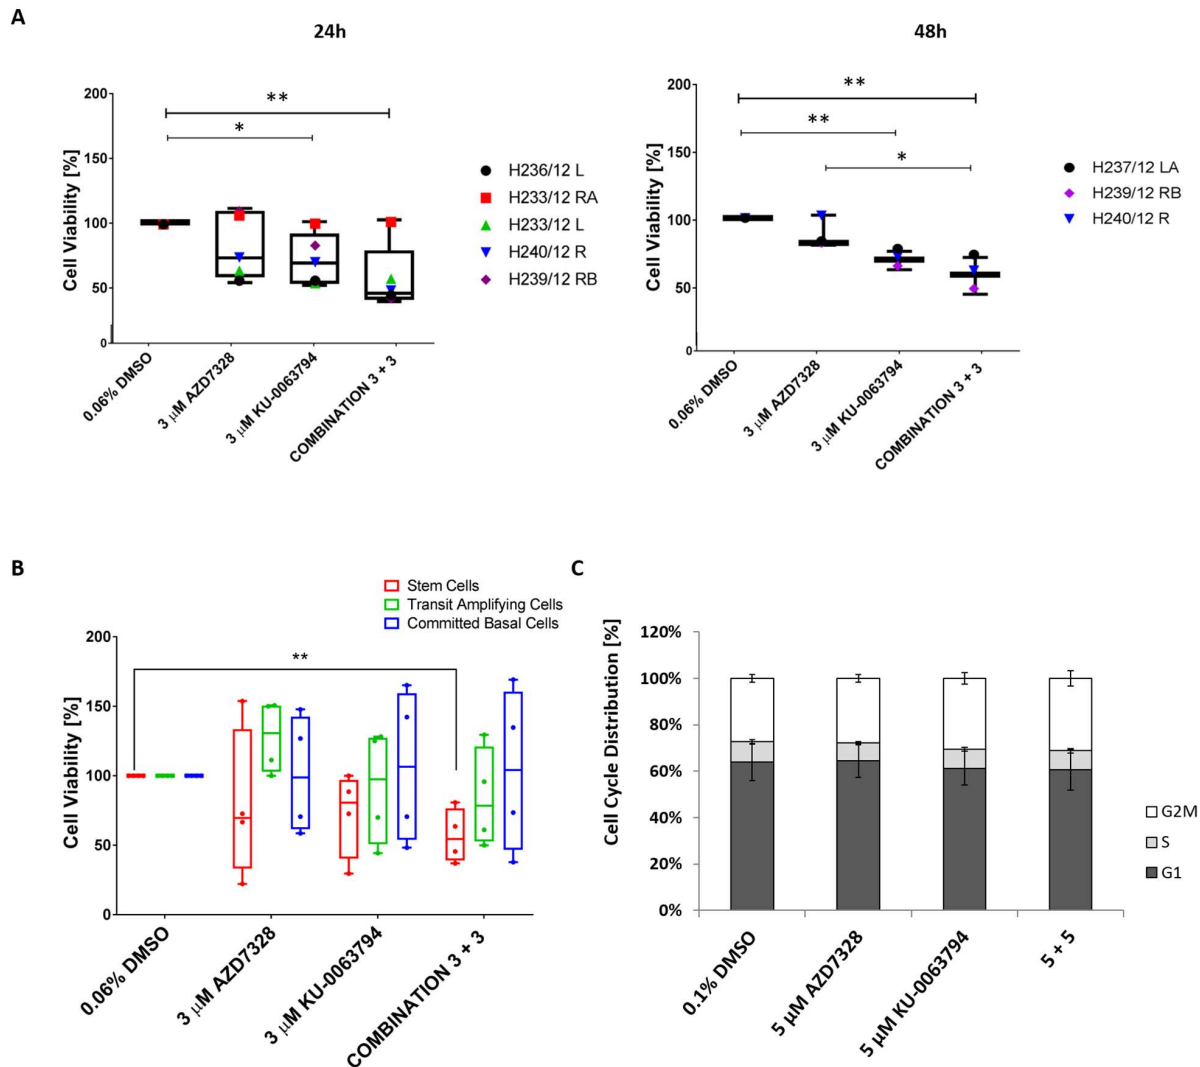 A
24h
48h
Cell Viability [%]
200
150
100
50
0
**
*
0.06% DMSO
3 µM AZD7328
3 µM KU-0063794
COMBINATION 3 + 3
H236/12 L
H233/12 RA
H233/12 L
H240/12 R
H239/12 RB
Cell Viability [%]
200
150
100
50
0
**
**
*
0.06% DMSO
3 µM AZD7328
3 µM KU-0063794
COMBINATION 3 + 3
H237/12 LA
H239/12 RB
H240/12 R
B
Stem Cells
Transit Amplifying Cells
Committed Basal Cells
Cell Viability [%]
200
150
100
50
0
**
0.06% DMSO
3 µM AZD7328
3 µM KU-0063794
COMBINATION 3 + 3
C
Cell Cycle Distribution [%]
120%
100%
80%
60%
40%
20%
0%
0.1% DMSO
5 µM AZD7328
5 µM KU-0063794
5 + 5
G2M
S
G1